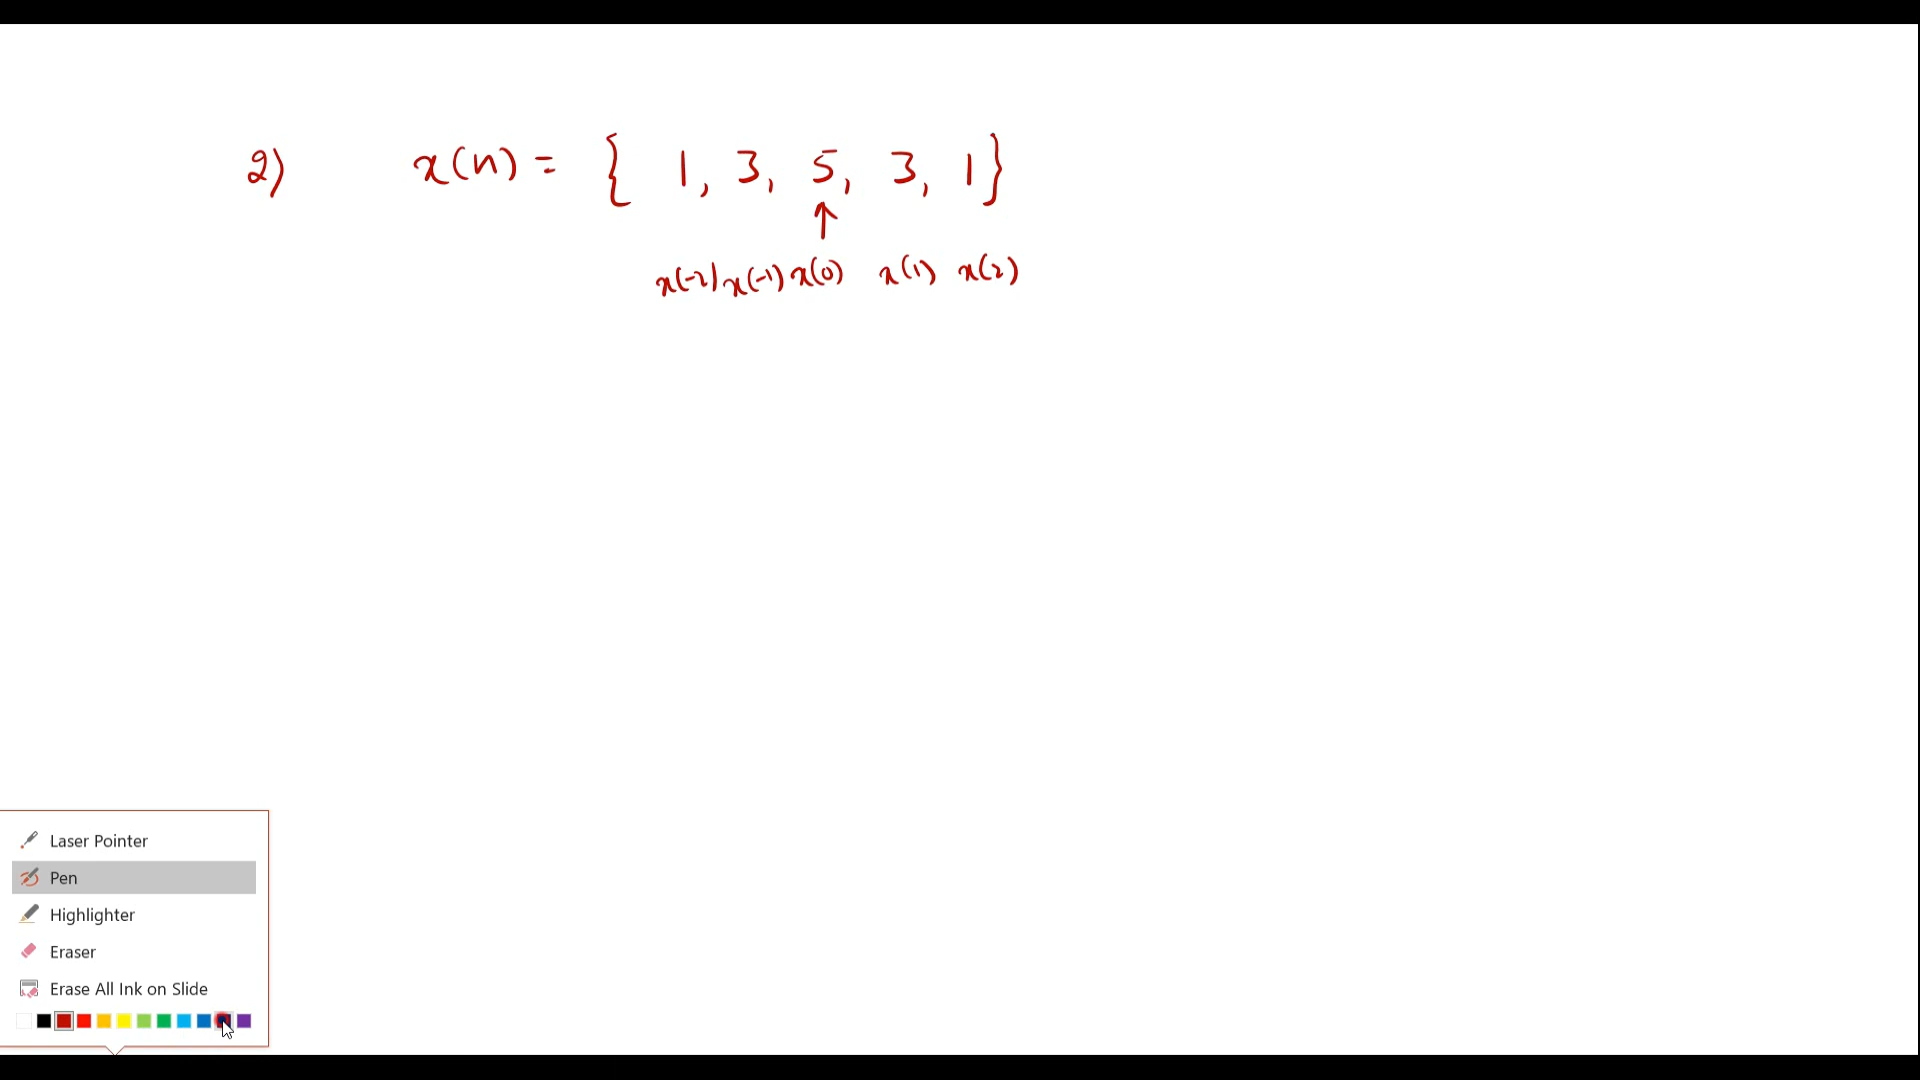 2) x(n) = { 1, 3, 5, 3, 1}
↑
x(-2) x(-1) x(0) x(1) x(2)
Laser Pointer
Pen
Highlighter
Eraser
Erase All Ink on Slide